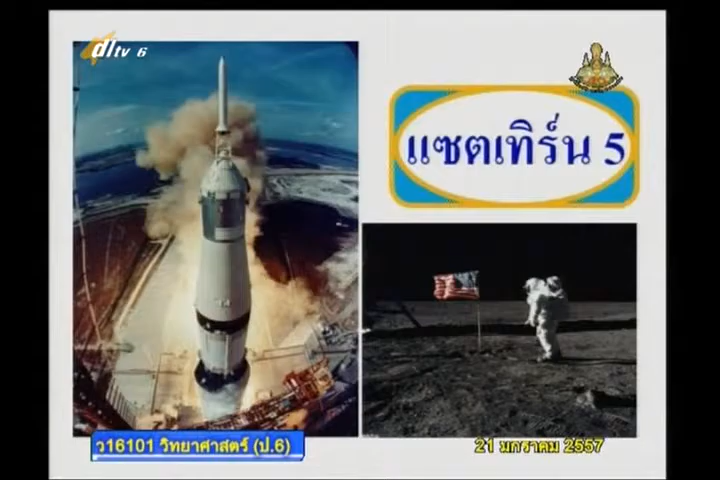 dltv 6
แซตเทิร์น 5
ว16101 วิทยาศาสตร์ (ป.6)
21 มกราคม 2557